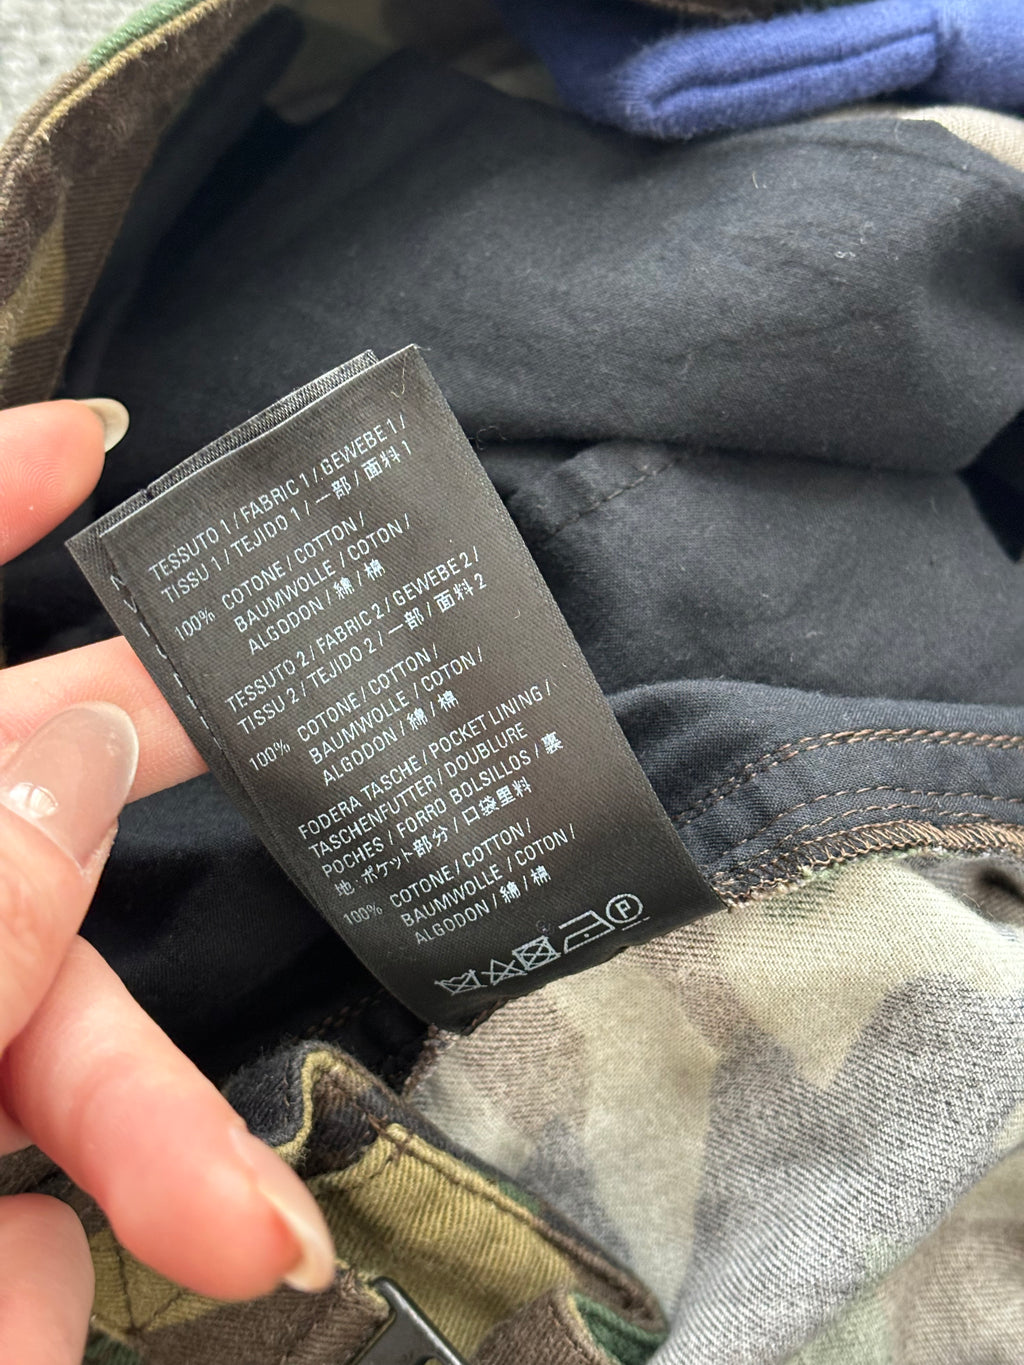 TESSUTO 1 / FABRIC 1 / GEWEBE 1 /
TISSU 1 / TEJIDO 1 / 一部 / 面料 1
100% COTONE / COTTON /
BAUMWOLLE / COTON /
ALGODON / 綿 / 棉
TESSUTO 2 / FABRIC 2 / GEWEBE 2 /
TISSU 2 / TEJIDO 2 / 一部 / 面料 2
100% COTONE / COTTON /
BAUMWOLLE / COTON /
ALGODON / 綿 / 棉
FODERA TASCHE / POCKET LINING /
TASCHENFUTTER / DOUBLURE
POCHES / FORRO BOLSILLOS / 裏
地・ポケット部分 / 口袋里料
100% COTONE / COTTON /
BAUMWOLLE / COTON /
ALGODON / 綿 / 棉
P